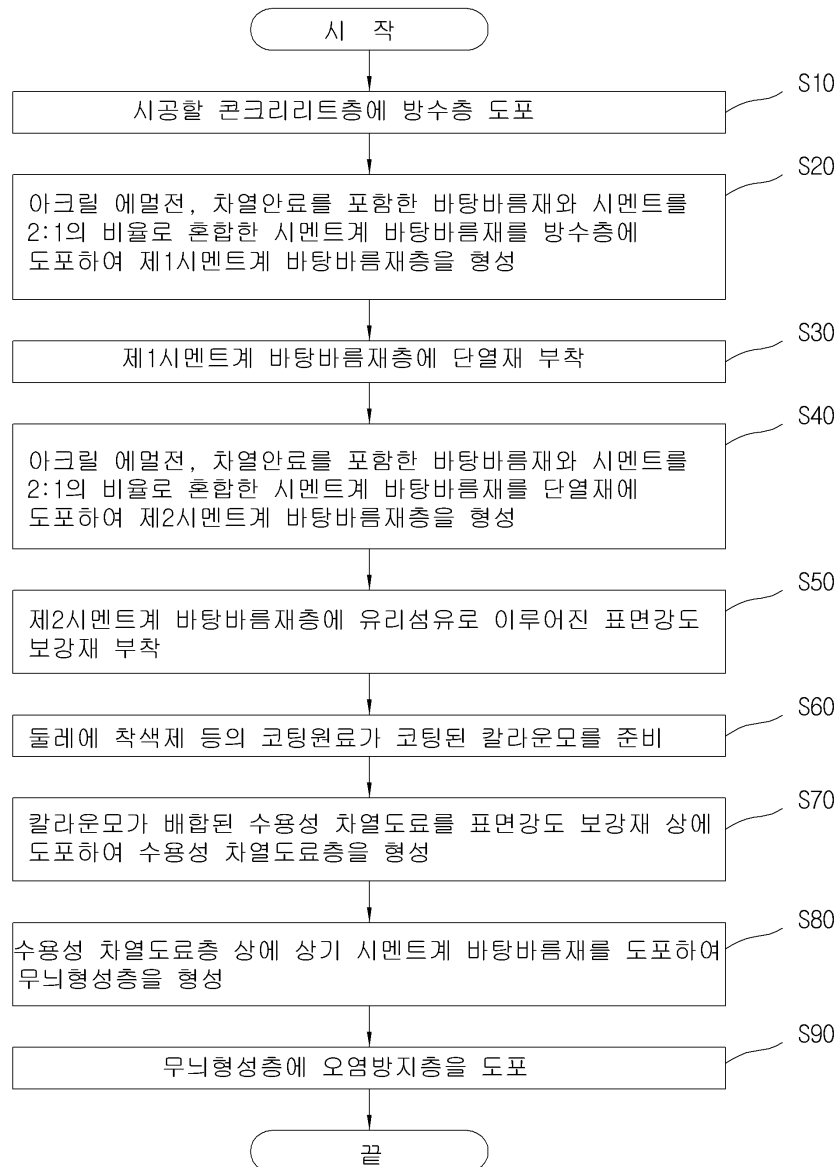 시 작
S10
시공할 콘크리리트층에 방수층 도포
S20
아크릴 에멀전, 차열안료를 포함한 바탕바름재와 시멘트를
2:1의 비율로 혼합한 시멘트계 바탕바름재를 방수층에
도포하여 제1시멘트계 바탕바름재층을 형성
S30
제1시멘트계 바탕바름재층에 단열재 부착
S40
아크릴 에멀전, 차열안료를 포함한 바탕바름재와 시멘트를
2:1의 비율로 혼합한 시멘트계 바탕바름재를 단열재에
도포하여 제2시멘트계 바탕바름재층을 형성
S50
제2시멘트계 바탕바름재층에 유리섬유로 이루어진 표면강도
보강재 부착
S60
둘레에 착색제 등의 코팅원료가 코팅된 칼라운모를 준비
S70
칼라운모가 배합된 수용성 차열도료를 표면강도 보강재 상에
도포하여 수용성 차열도료층을 형성
S80
수용성 차열도료층 상에 상기 시멘트계 바탕바름재를 도포하여
무늬형성층을 형성
S90
무늬형성층에 오염방지층을 도포
끝